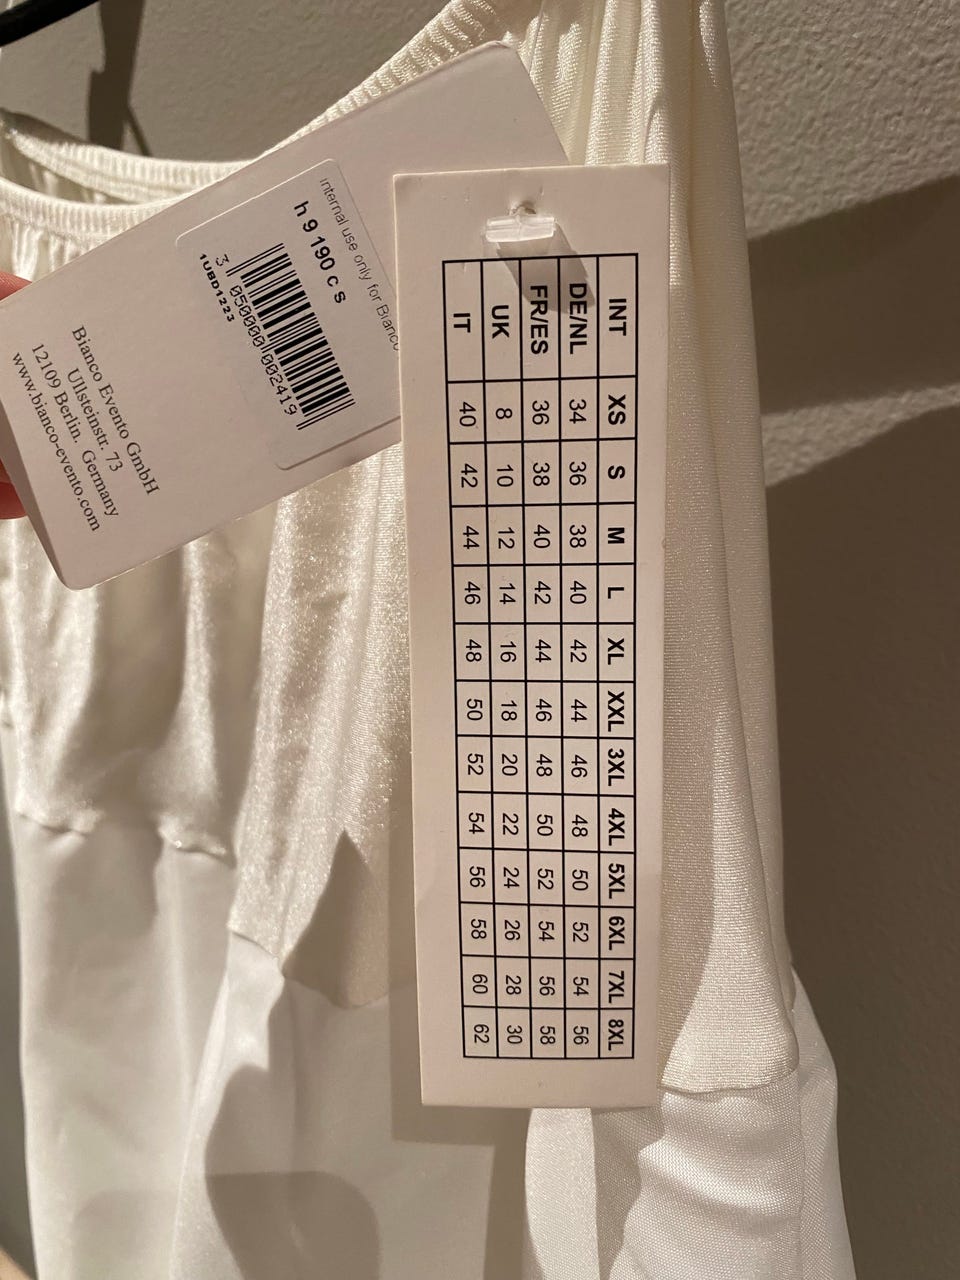 internal use only for Bianco
h9190 c s
3 050000 002419
1UBD1223
Bianco Evento GmbH
Ullsteinstr. 73
12109 Berlin. Germany
www.bianco-evento.com
INT XS S M L XL XXL 3XL 4XL 5XL 6XL 7XL 8XL
DE/NL 34 36 38 40 42 44 46 48 50 52 54 56
FR/ES 36 38 40 42 44 46 48 50 52 54 56 58
UK 8 10 12 14 16 18 20 22 24 26 28 30
IT 40 42 44 46 48 50 52 54 56 58 60 62